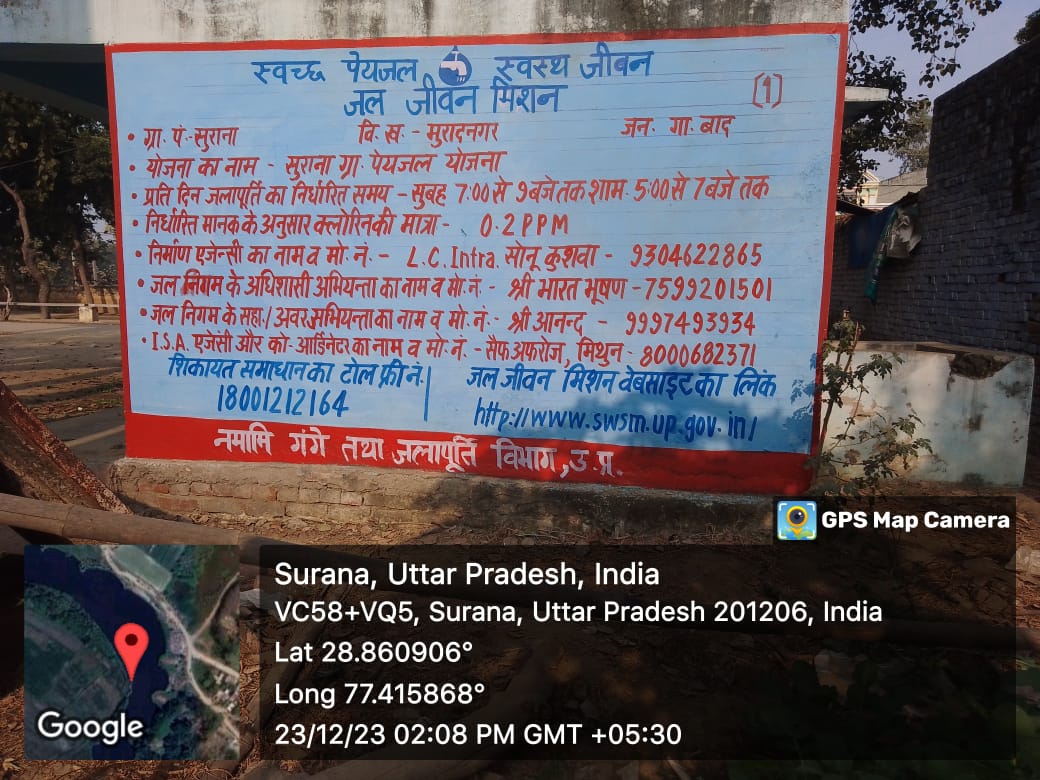 स्वच्छ पेयजल स्वस्थ जीवन
जल जीवन मिशन
(1)
• ग्रा. पं.-सुराना वि. ख. - मुरादनगर जन. गा. बाद
• योजना का नाम - सुराना ग्रा. पेयजल योजना
• प्रति दिन जलापूर्ति का निर्धारित समय - सुबह 7:00 से 9 बजे तक शाम 5:00 से 7 बजे तक
• निर्धारित मानक के अनुसार क्लोरिन की मात्रा - 0.2 PPM
• निर्माण एजेन्सी का नाम व मो. नं. - L.C. Intra. सोनू कुशवा - 9304622865
• जल निगम के अधिशासी अभियन्ता का नाम व मो. नं. - श्री भारत भूषण - 7599201501
• जल निगम के सहा./अवर अभियन्ता का नाम व मो. नं. - श्री आनन्द - 9997493934
• I.S.A. एजेंसी और को-आर्डिनेटर का नाम व मो. नं. - सैफ अफरोज, मिथुन - 8000682371
शिकायत समाधान का टोल फ्री नं. | जल जीवन मिशन वेबसाइट का लिंक
18001212164 http://www.swsm.up.gov.in/
नमामि गंगे तथा जलापूर्ति विभाग, उ.प्र.
GPS Map Camera
Surana, Uttar Pradesh, India
VC58+VQ5, Surana, Uttar Pradesh 201206, India
Lat 28.860906°
Long 77.415868°
23/12/23 02:08 PM GMT +05:30
Google